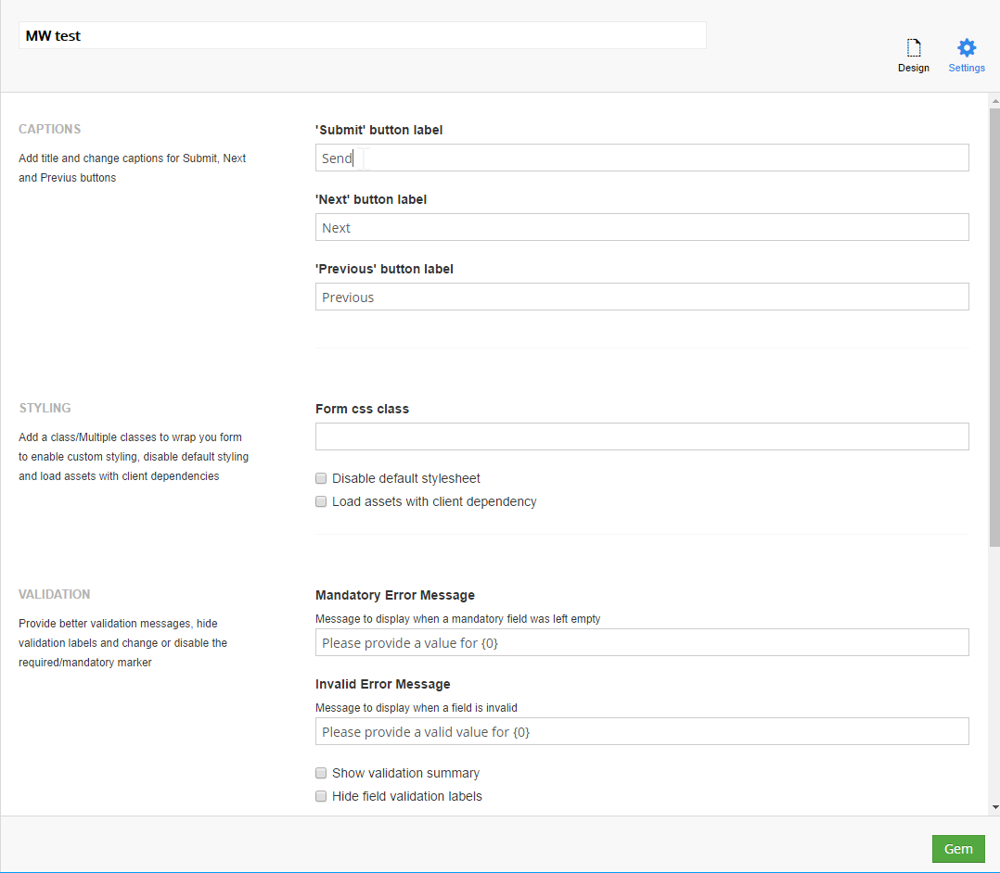 MW test
Design
Settings
CAPTIONS
Add title and change captions for Submit, Next
and Previus buttons
'Submit' button label
Send
'Next' button label
Next
'Previous' button label
Previous
STYLING
Add a class/Multiple classes to wrap you form
to enable custom styling, disable default styling
and load assets with client dependencies
Form css class
Disable default stylesheet
Load assets with client dependency
VALIDATION
Provide better validation messages, hide
validation labels and change or disable the
required/mandatory marker
Mandatory Error Message
Message to display when a mandatory field was left empty
Please provide a value for {0}
Invalid Error Message
Message to display when a field is invalid
Please provide a valid value for {0}
Show validation summary
Hide field validation labels
Gem